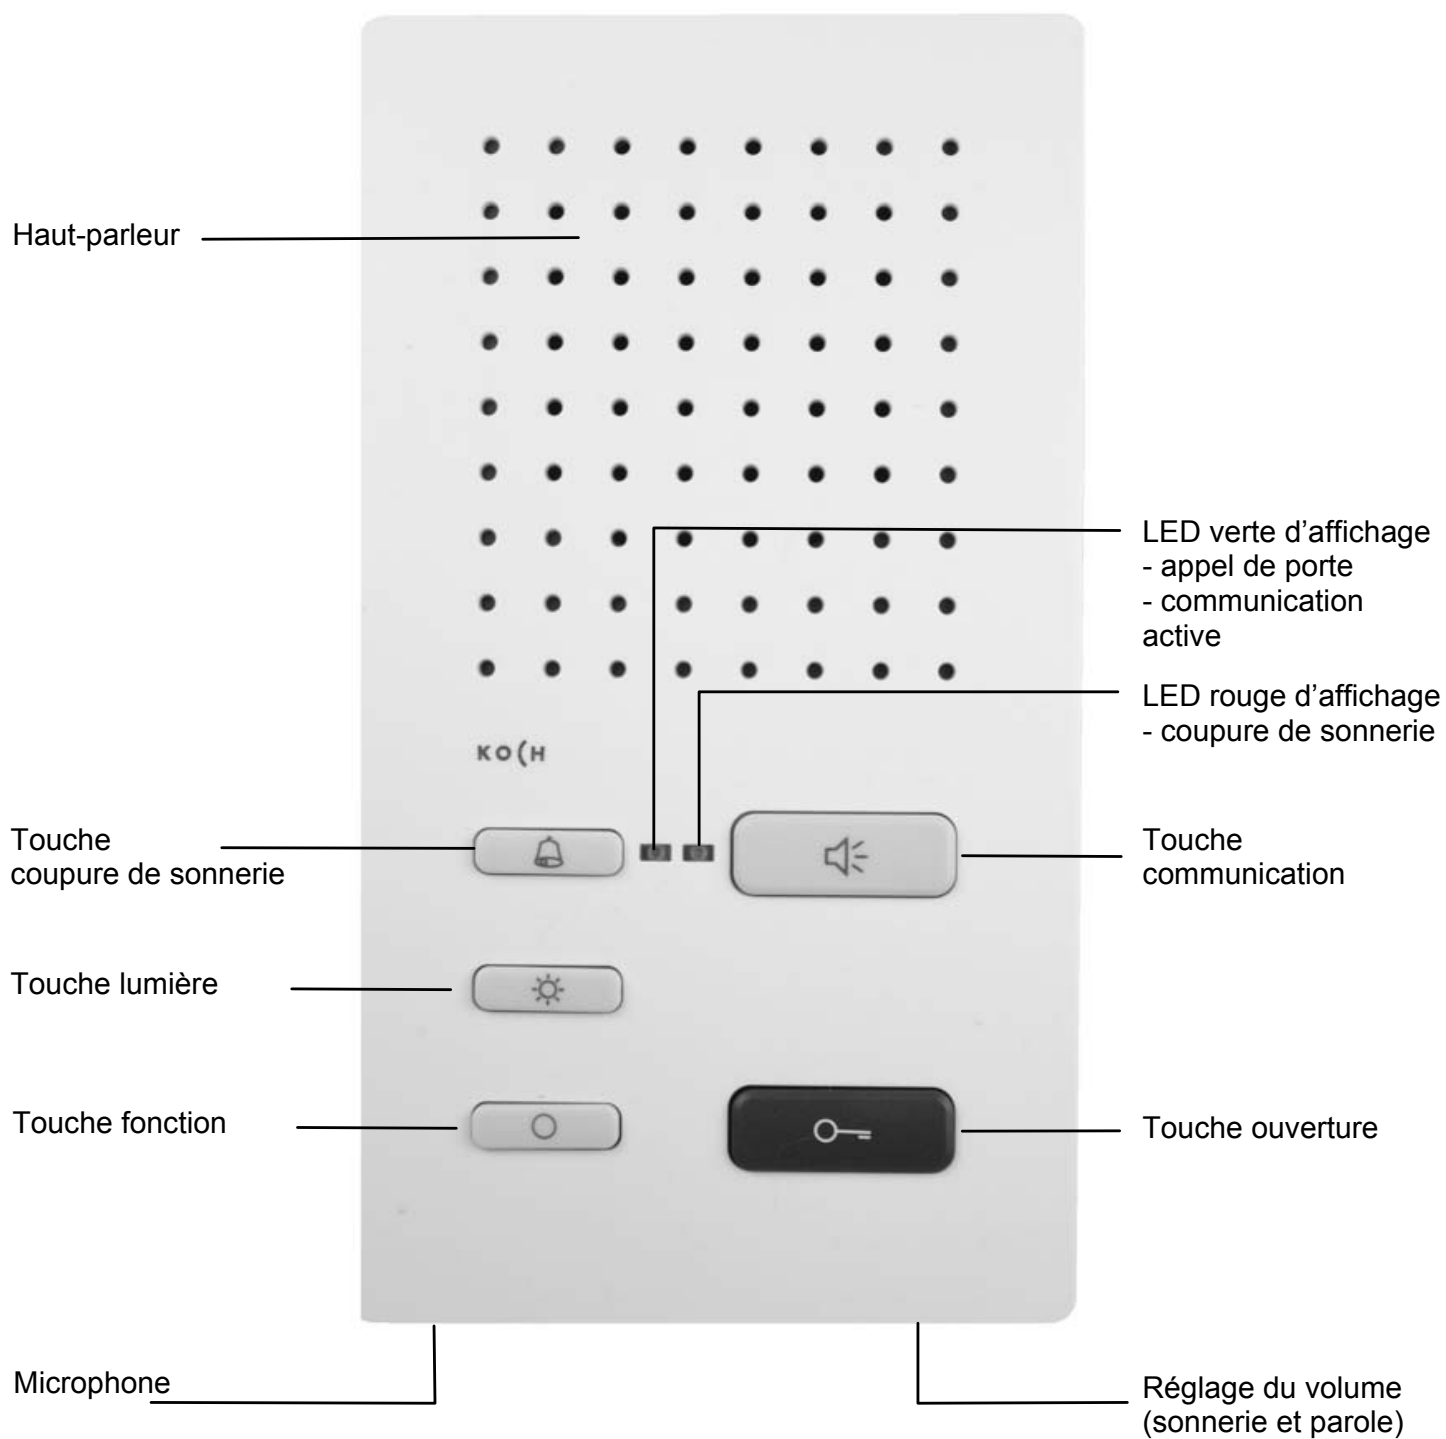 Haut-parleur
LED verte d’affichage
- appel de porte
- communication
active
LED rouge d’affichage
- coupure de sonnerie
KOCH
Touche
coupure de sonnerie
Touche
communication
Touche lumière
Touche fonction
Touche ouverture
Microphone
Réglage du volume
(sonnerie et parole)